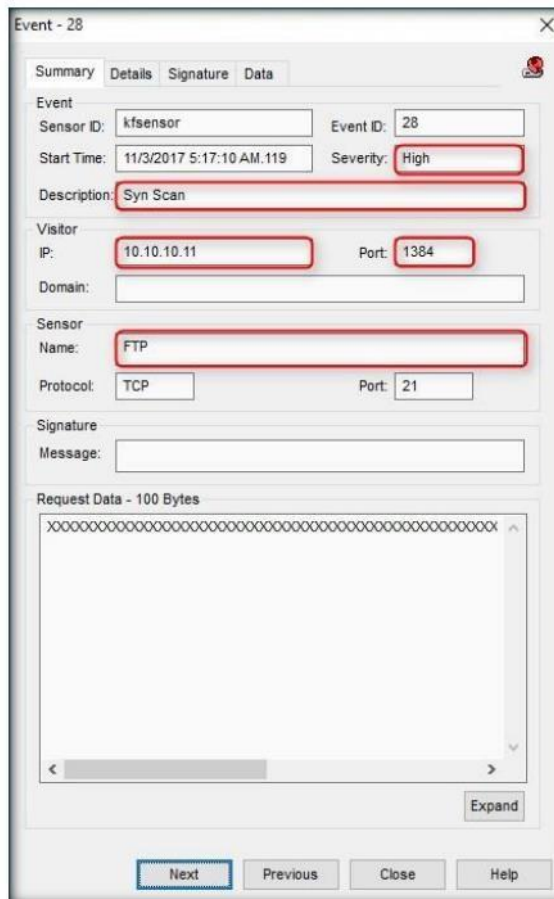 Event - 28
Summary Details Signature Data
Event
Sensor ID: kfsensor Event ID: 28
Start Time: 11/3/2017 5:17:10 AM.119 Severity: High
Description: Syn Scan
Visitor
IP: 10.10.10.11 Port: 1384
Domain:
Sensor
Name: FTP
Protocol: TCP Port: 21
Signature
Message:
Request Data - 100 Bytes
XXXXXXXXXXXXXXXXXXXXXXXXXXXXXXXXXXXXXXXXXXXXXXXXXXXXXXXX
Expand
Next Previous Close Help